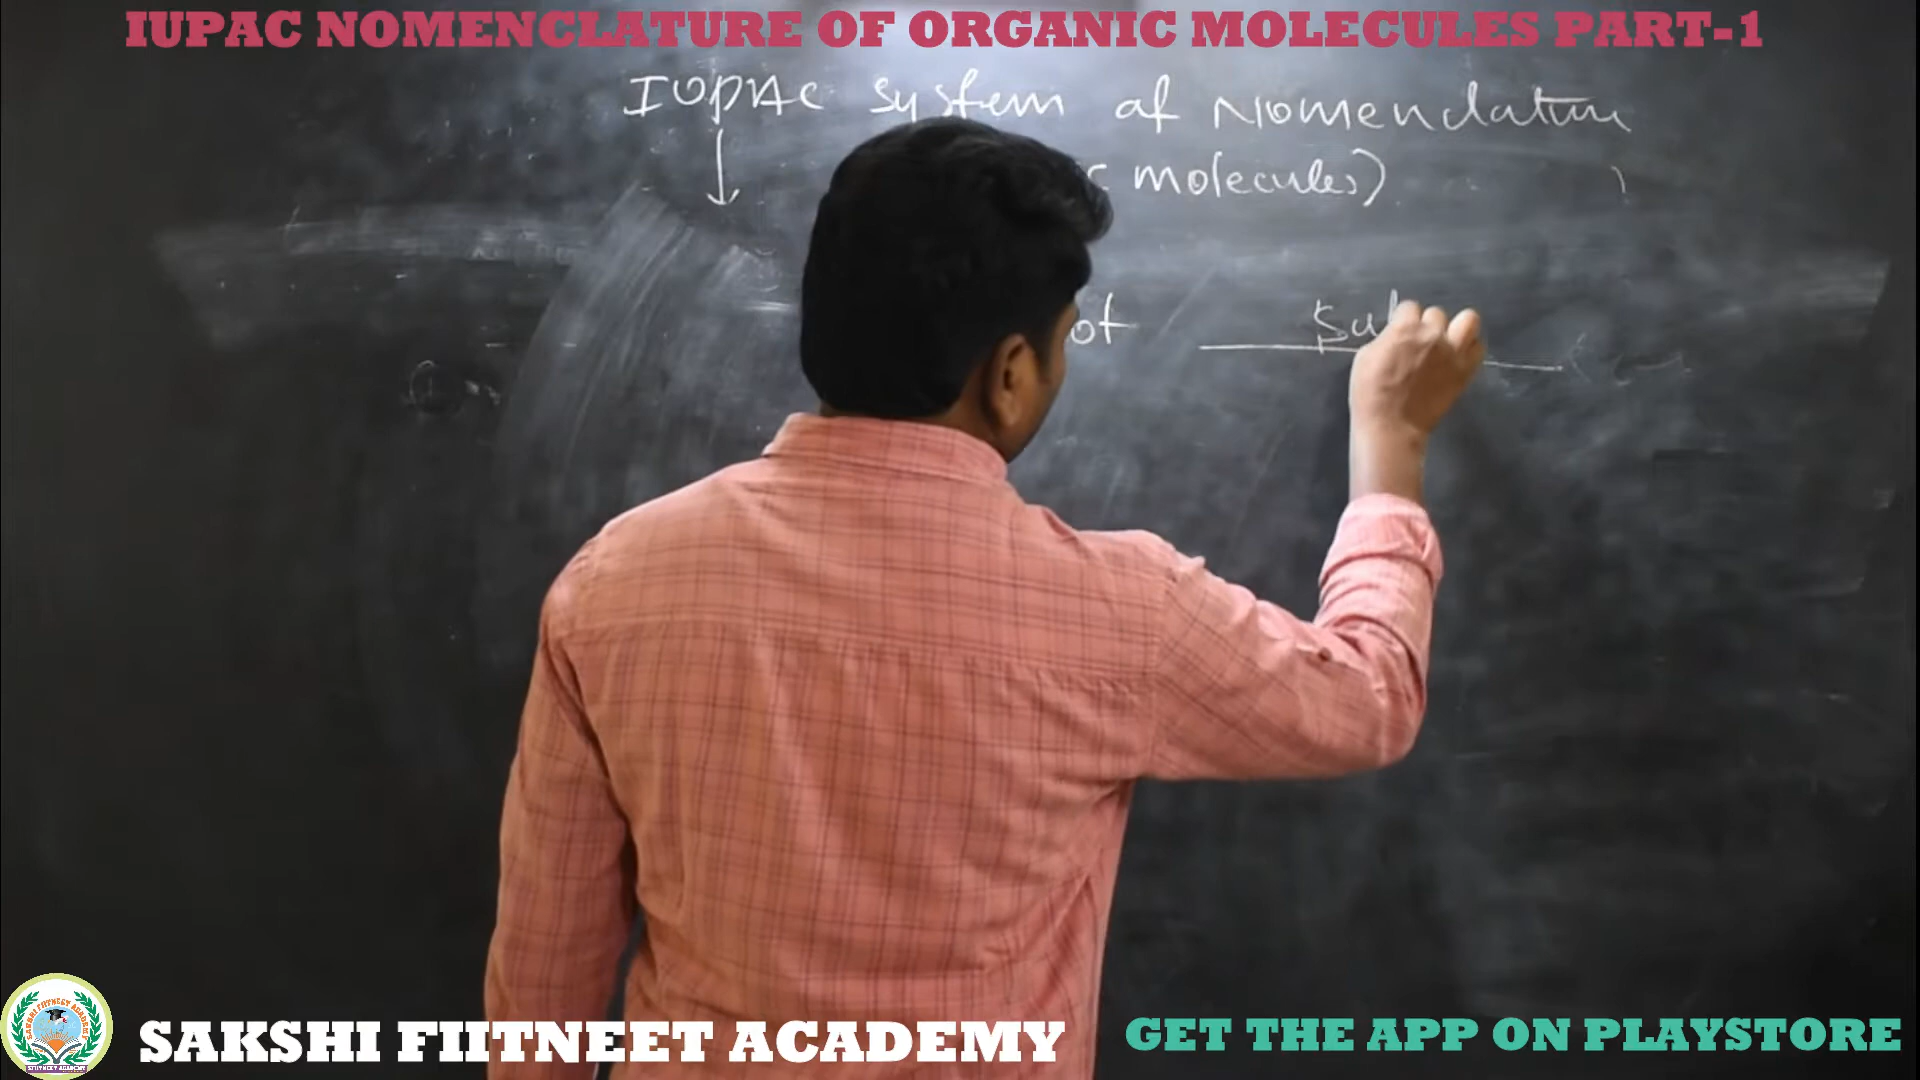 IUPAC NOMENCLATURE OF ORGANIC MOLECULES PART-1
IUPAC System of Nomenclature
molecules)
ot
SAKSHI FIITNEET ACADEMY
GET THE APP ON PLAYSTORE